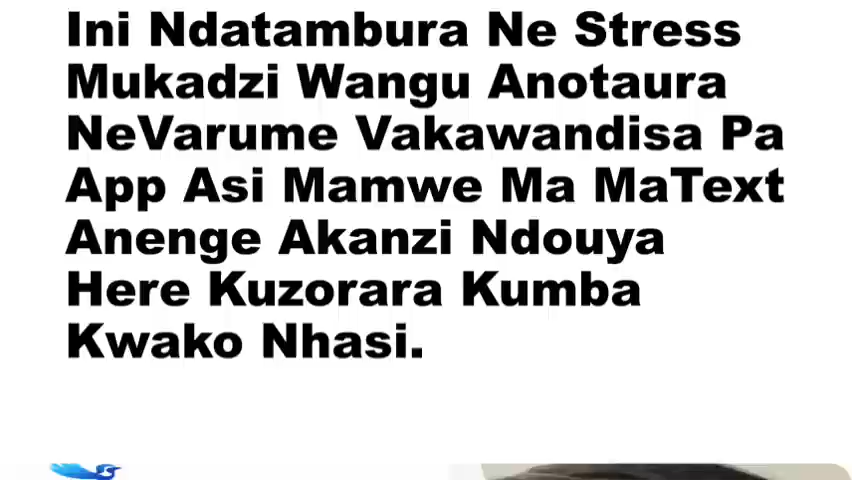 Ini Ndatambura Ne Stress
Mukadzi Wangu Anotaura
NeVarume Vakawandisa Pa
App Asi Mamwe Ma MaText
Anenge Akanzi Ndouya
Here Kuzorara Kumba
Kwako Nhasi.